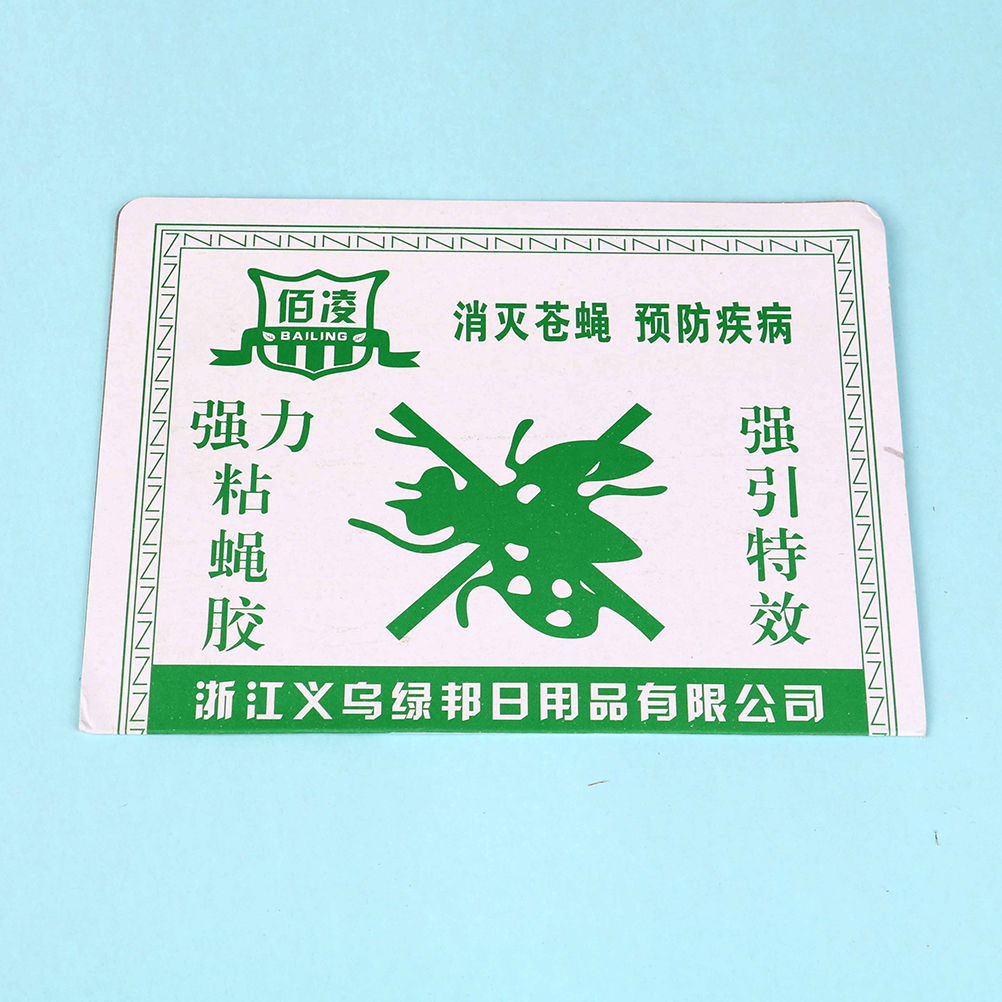 佰凌
BAILING
消灭苍蝇 预防疾病
强力
粘
蝇
胶
强
引
特
效
浙江义乌绿邦日用品有限公司